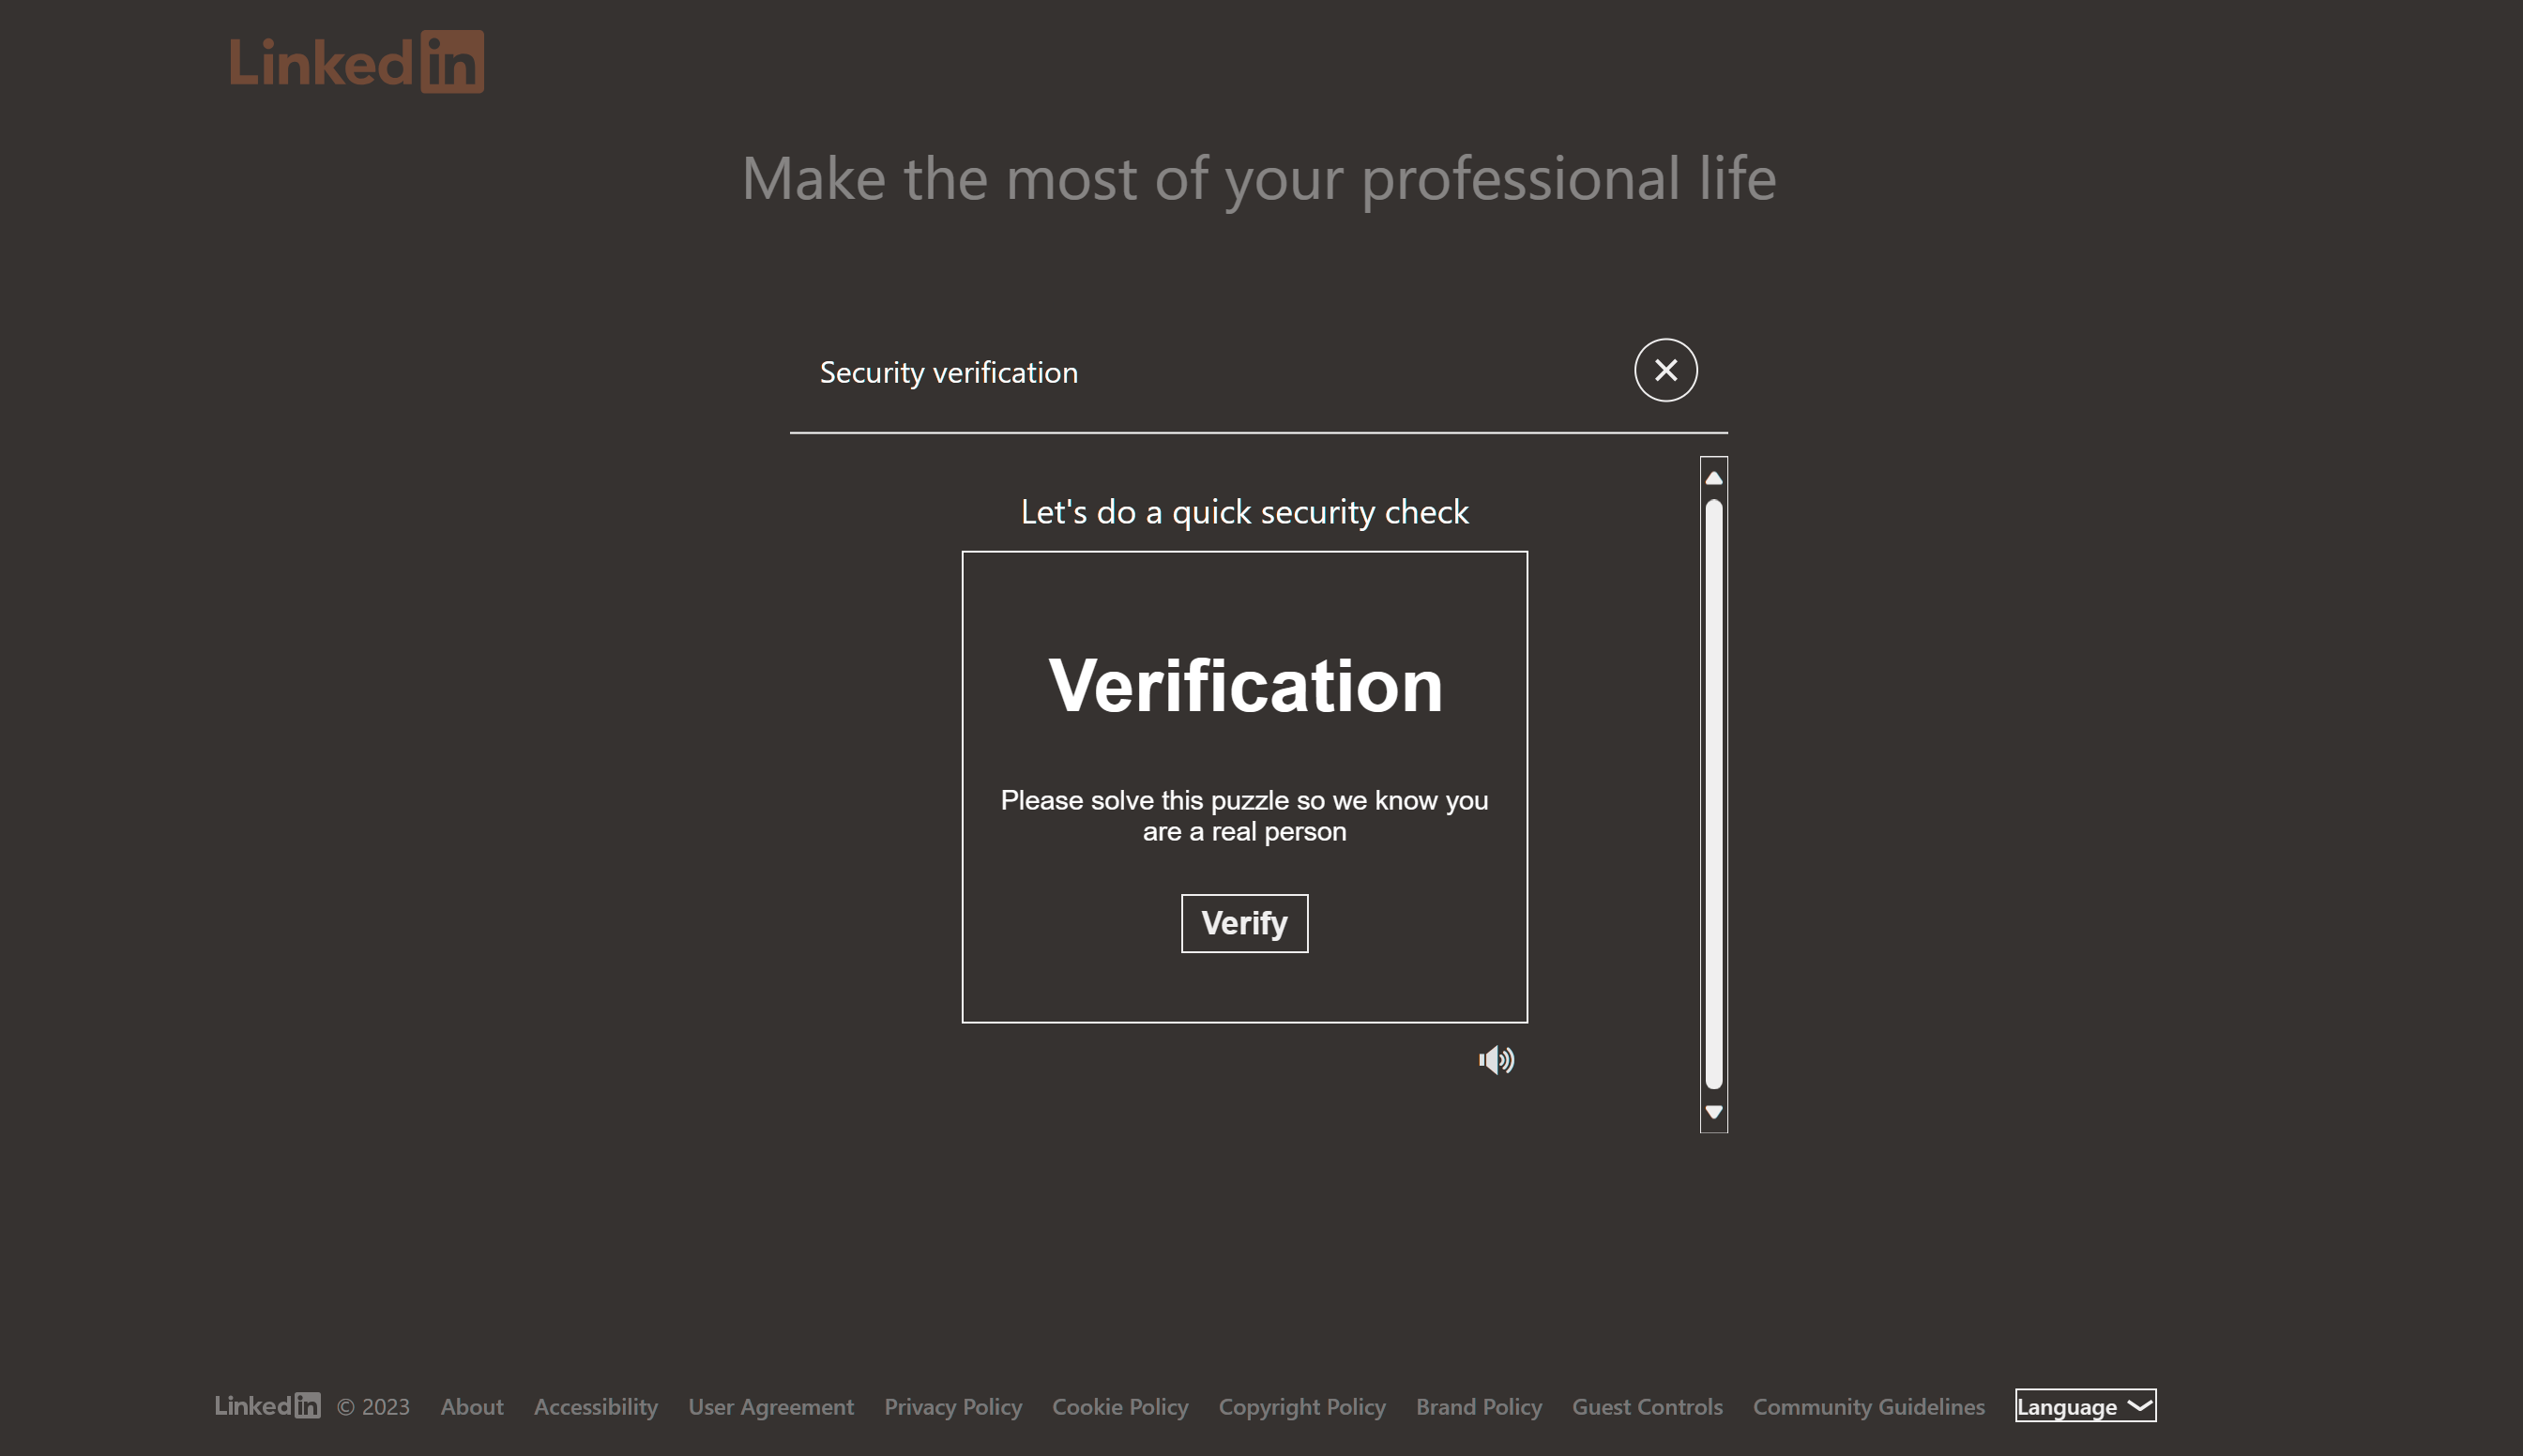 LinkedIn
Make the most of your professional life
Security verification
Let's do a quick security check
Verification
Please solve this puzzle so we know you
are a real person
Verify
LinkedIn © 2023 About Accessibility User Agreement Privacy Policy Cookie Policy Copyright Policy Brand Policy Guest Controls Community Guidelines Language